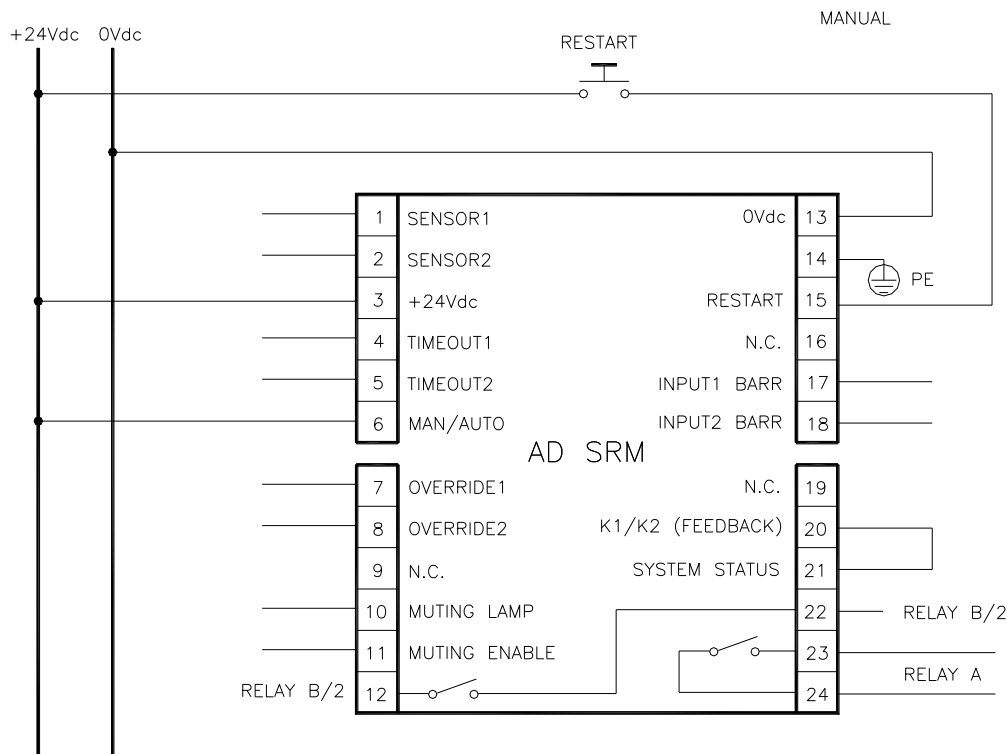 MANUAL
+24Vdc 0Vdc
RESTART
1 SENSOR1 0Vdc 13
2 SENSOR2 14 PE
3 +24Vdc RESTART 15
4 TIMEOUT1 N.C. 16
5 TIMEOUT2 INPUT1 BARR 17
6 MAN/AUTO INPUT2 BARR 18
AD SRM
7 OVERRIDE1 N.C. 19
8 OVERRIDE2 K1/K2 (FEEDBACK) 20
9 N.C. SYSTEM STATUS 21
10 MUTING LAMP 22 RELAY B/2
11 MUTING ENABLE 23
RELAY A
RELAY B/2 12 24